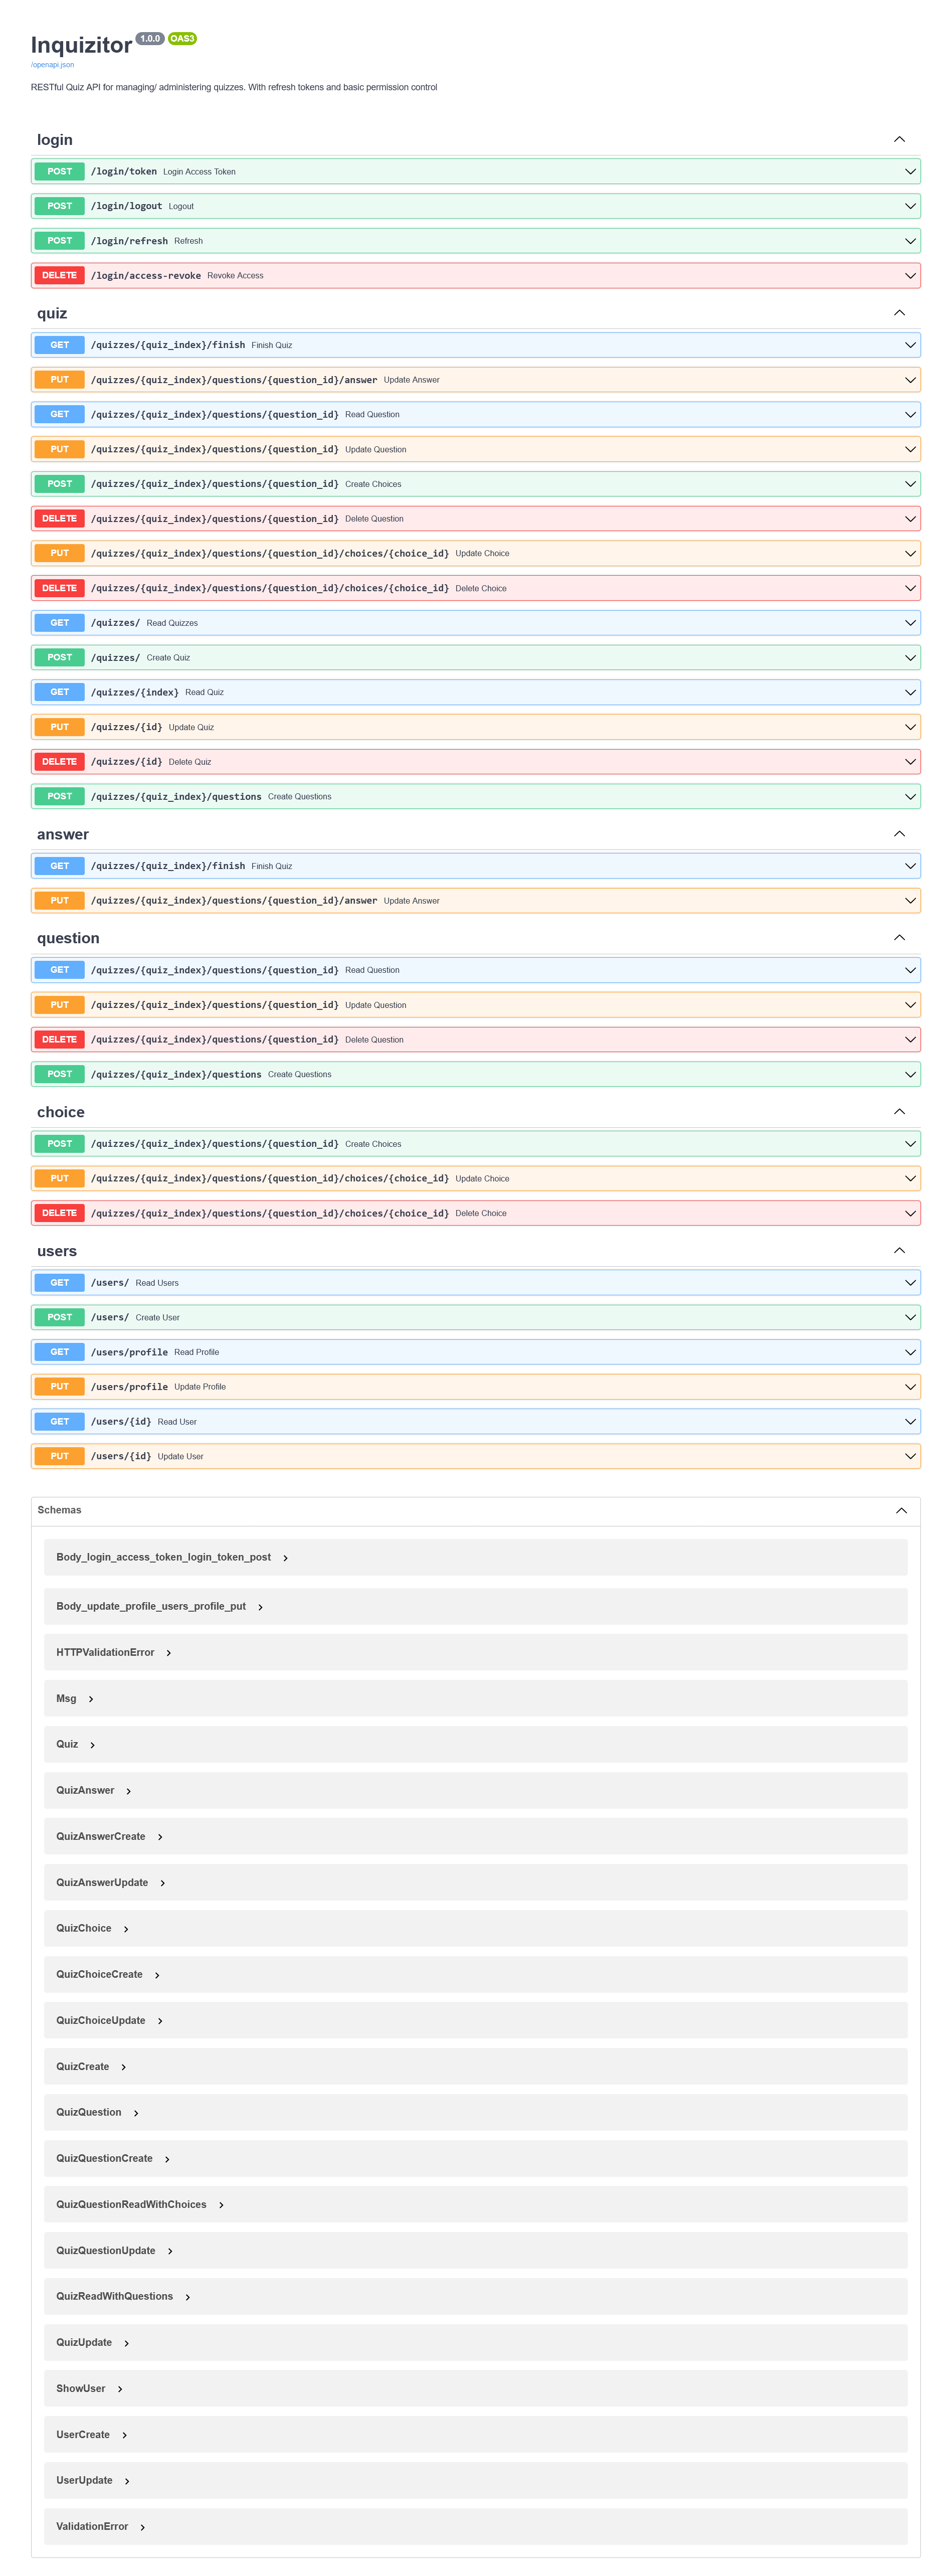 Inquizitor 1.0.0 OAS3
/openapi.json
RESTful Quiz API for managing/ administering quizzes. With refresh tokens and basic permission control
login
POST /login/token Login Access Token
POST /login/logout Logout
POST /login/refresh Refresh
DELETE /login/access-revoke Revoke Access
quiz
GET /quizzes/{quiz_index}/finish Finish Quiz
PUT /quizzes/{quiz_index}/questions/{question_id}/answer Update Answer
GET /quizzes/{quiz_index}/questions/{question_id} Read Question
PUT /quizzes/{quiz_index}/questions/{question_id} Update Question
POST /quizzes/{quiz_index}/questions/{question_id} Create Choices
DELETE /quizzes/{quiz_index}/questions/{question_id} Delete Question
PUT /quizzes/{quiz_index}/questions/{question_id}/choices/{choice_id} Update Choice
DELETE /quizzes/{quiz_index}/questions/{question_id}/choices/{choice_id} Delete Choice
GET /quizzes/ Read Quizzes
POST /quizzes/ Create Quiz
GET /quizzes/{index} Read Quiz
PUT /quizzes/{id} Update Quiz
DELETE /quizzes/{id} Delete Quiz
POST /quizzes/{quiz_index}/questions Create Questions
answer
GET /quizzes/{quiz_index}/finish Finish Quiz
PUT /quizzes/{quiz_index}/questions/{question_id}/answer Update Answer
question
GET /quizzes/{quiz_index}/questions/{question_id} Read Question
PUT /quizzes/{quiz_index}/questions/{question_id} Update Question
DELETE /quizzes/{quiz_index}/questions/{question_id} Delete Question
POST /quizzes/{quiz_index}/questions Create Questions
choice
POST /quizzes/{quiz_index}/questions/{question_id} Create Choices
PUT /quizzes/{quiz_index}/questions/{question_id}/choices/{choice_id} Update Choice
DELETE /quizzes/{quiz_index}/questions/{question_id}/choices/{choice_id} Delete Choice
users
GET /users/ Read Users
POST /users/ Create User
GET /users/profile Read Profile
PUT /users/profile Update Profile
GET /users/{id} Read User
PUT /users/{id} Update User
Schemas
Body_login_access_token_login_token_post
Body_update_profile_users_profile_put
HTTPValidationError
Msg
Quiz
QuizAnswer
QuizAnswerCreate
QuizAnswerUpdate
QuizChoice
QuizChoiceCreate
QuizChoiceUpdate
QuizCreate
QuizQuestion
QuizQuestionCreate
QuizQuestionReadWithChoices
QuizQuestionUpdate
QuizReadWithQuestions
QuizUpdate
ShowUser
UserCreate
UserUpdate
ValidationError